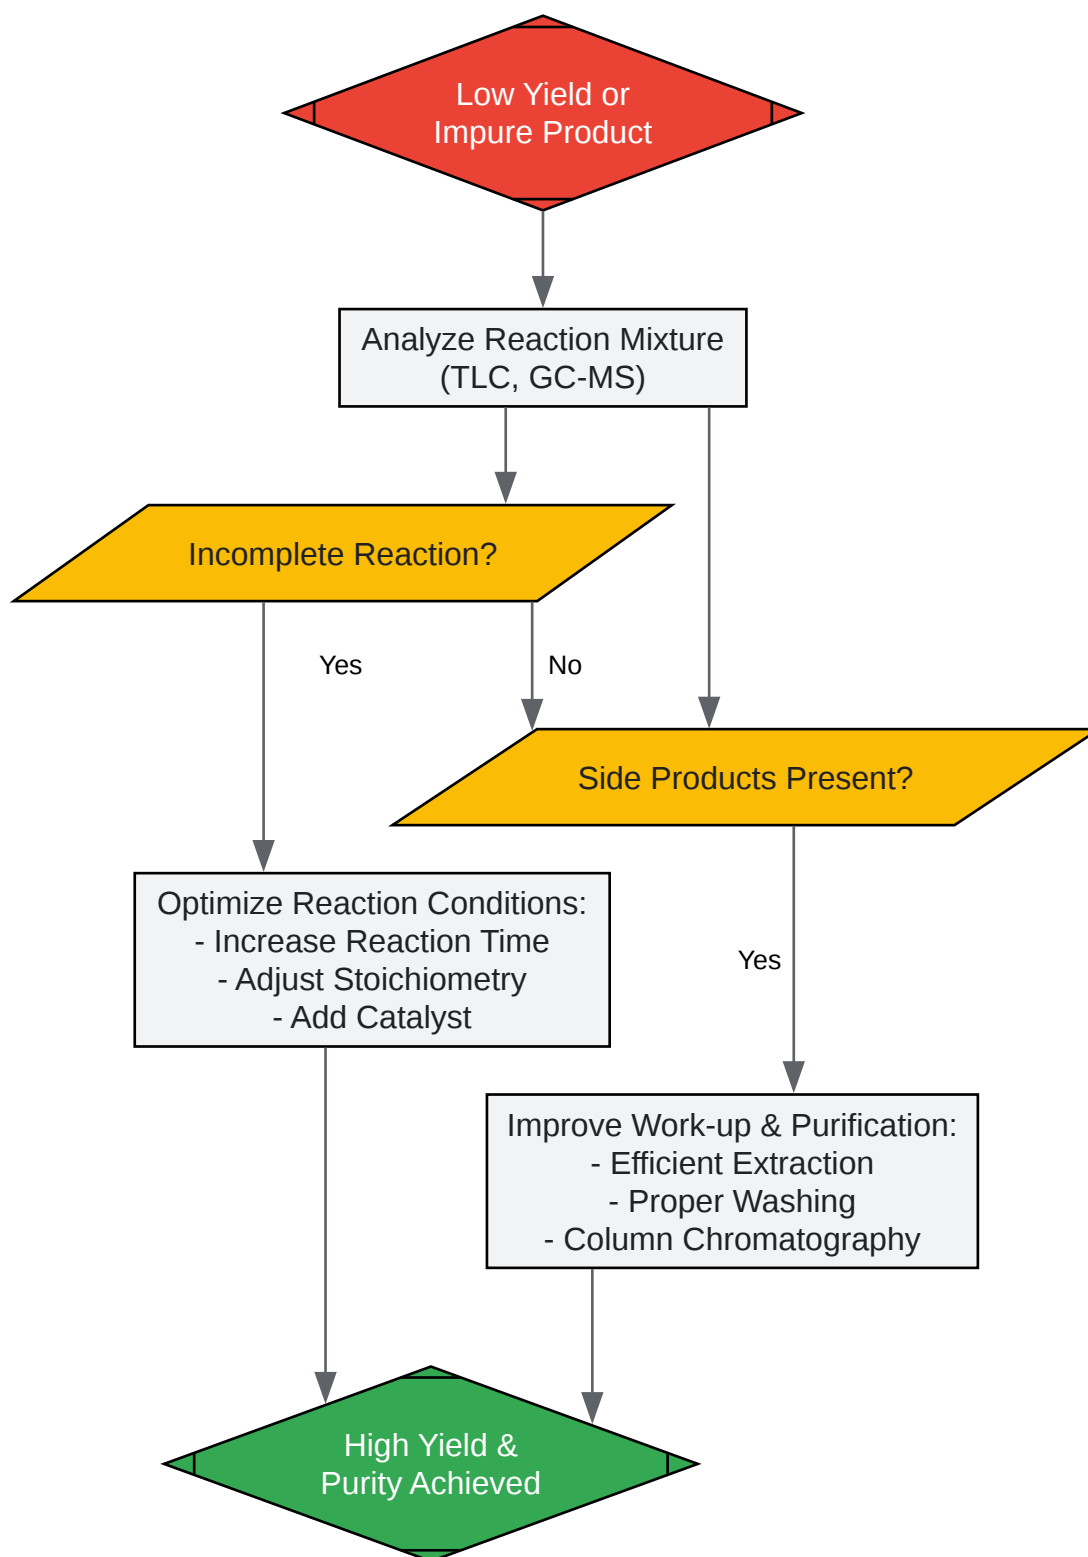 Low Yield or
Impure Product
Analyze Reaction Mixture
(TLC, GC-MS)
Incomplete Reaction?
Yes
No
Side Products Present?
Optimize Reaction Conditions:
- Increase Reaction Time
- Adjust Stoichiometry
- Add Catalyst
Yes
Improve Work-up & Purification:
- Efficient Extraction
- Proper Washing
- Column Chromatography
High Yield &
Purity Achieved